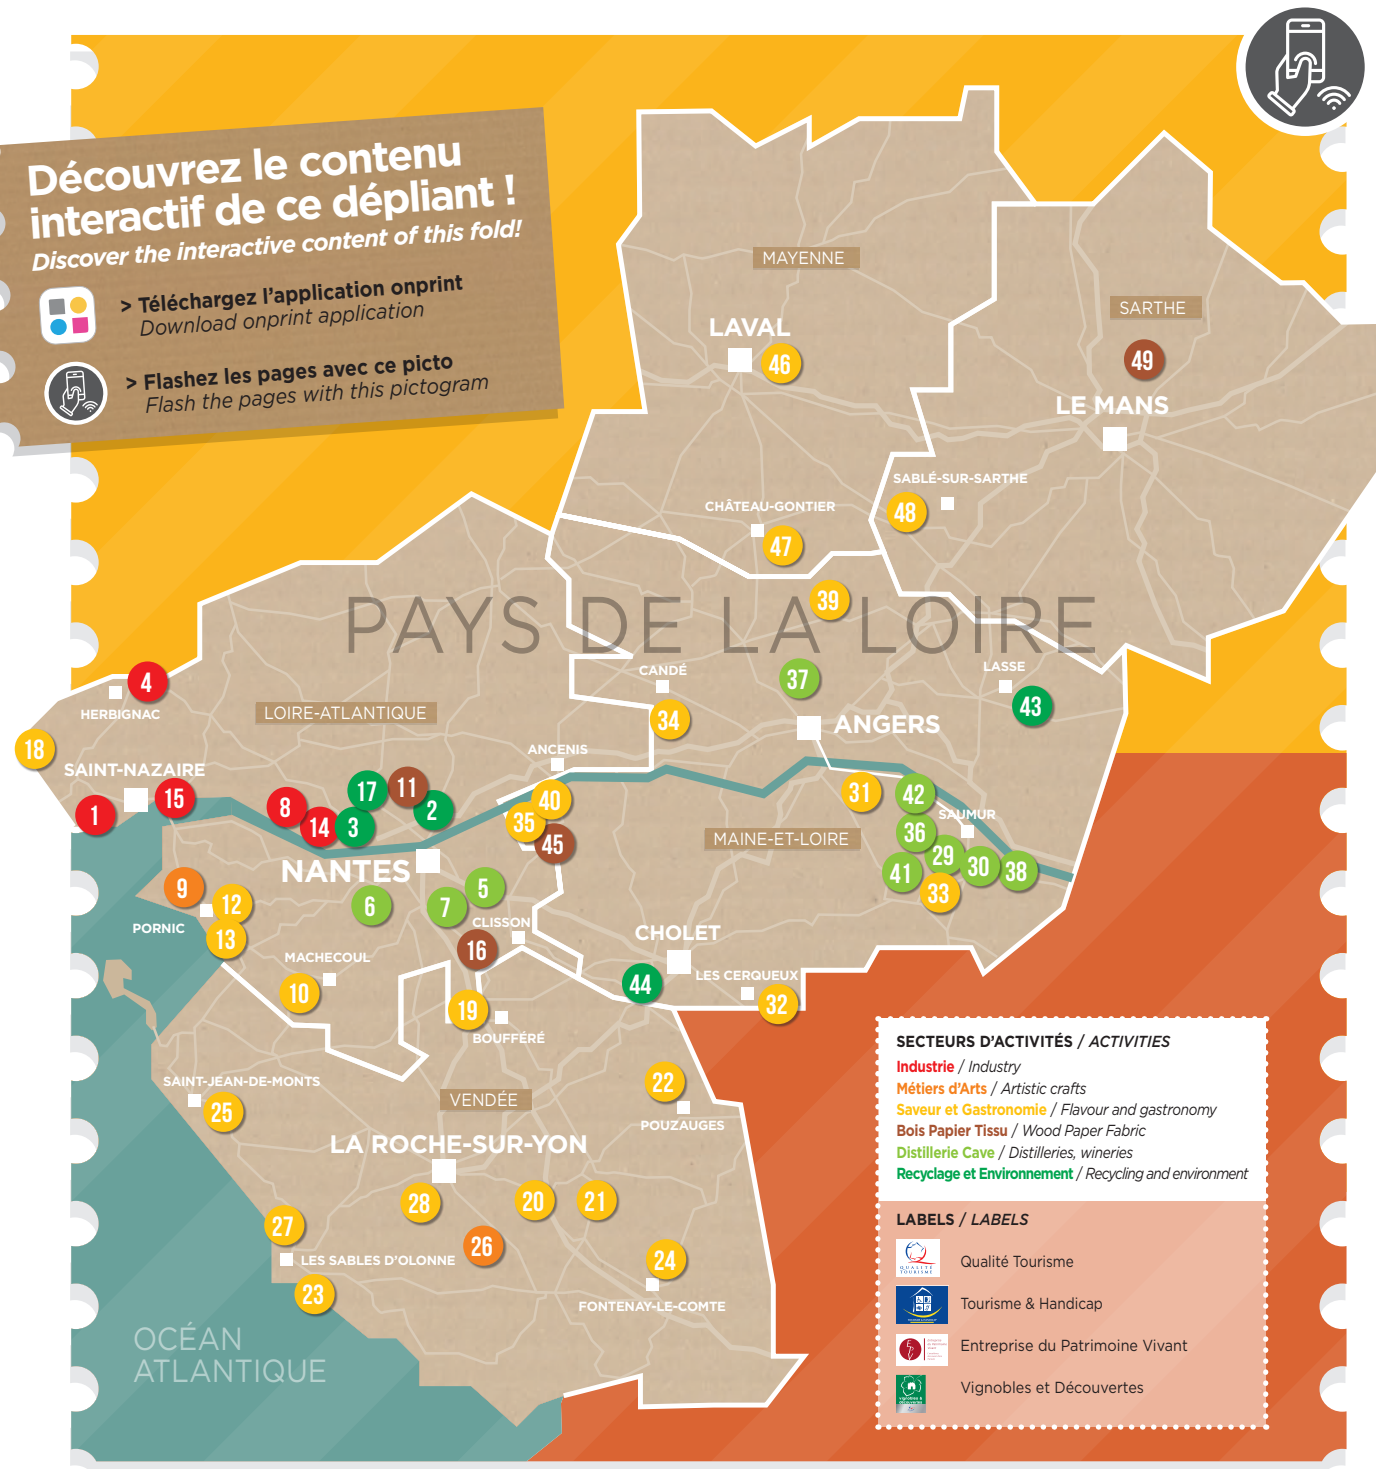 Découvrez le contenu
interactif de ce dépliant !
Discover the interactive content of this fold!
> Téléchargez l'application onprint
Download onprint application
> Flashez les pages avec ce picto
Flash the pages with this pictogram
MAYENNE
SARTHE
LAVAL
46
49
LE MANS
SABLÉ-SUR-SARTHE
48
CHÂTEAU-GONTIER
47
39
PAYS DE LA LOIRE
4
HERBIGNAC
CANDÉ
37
LASSE
43
LOIRE-ATLANTIQUE
34
ANGERS
18
ANCENIS
SAINT-NAZAIRE
1
15
8
14
3
17
11
2
40
35
45
31
42
SAUMUR
36
29
30
38
41
33
MAINE-ET-LOIRE
NANTES
9
12
13
PORNIC
6
7
5
CLISSON
16
CHOLET
MACHECOUL
10
LES CERQUEUX
44
32
19
BOUFFÉRÉ
SAINT-JEAN-DE-MONTS
25
VENDÉE
22
POUZAUGES
LA ROCHE-SUR-YON
28
20
21
27
26
LES SABLES D'OLONNE
24
23
FONTENAY-LE-COMTE
OCÉAN
ATLANTIQUE
SECTEURS D'ACTIVITÉS / ACTIVITIES
Industrie / Industry
Métiers d'Arts / Artistic crafts
Saveur et Gastronomie / Flavour and gastronomy
Bois Papier Tissu / Wood Paper Fabric
Distillerie Cave / Distilleries, wineries
Recyclage et Environnement / Recycling and environment
LABELS / LABELS
QUALITÉ
TOURISME
Qualité Tourisme
Tourisme & Handicap
Entreprise du Patrimoine Vivant
Vignobles et Découvertes